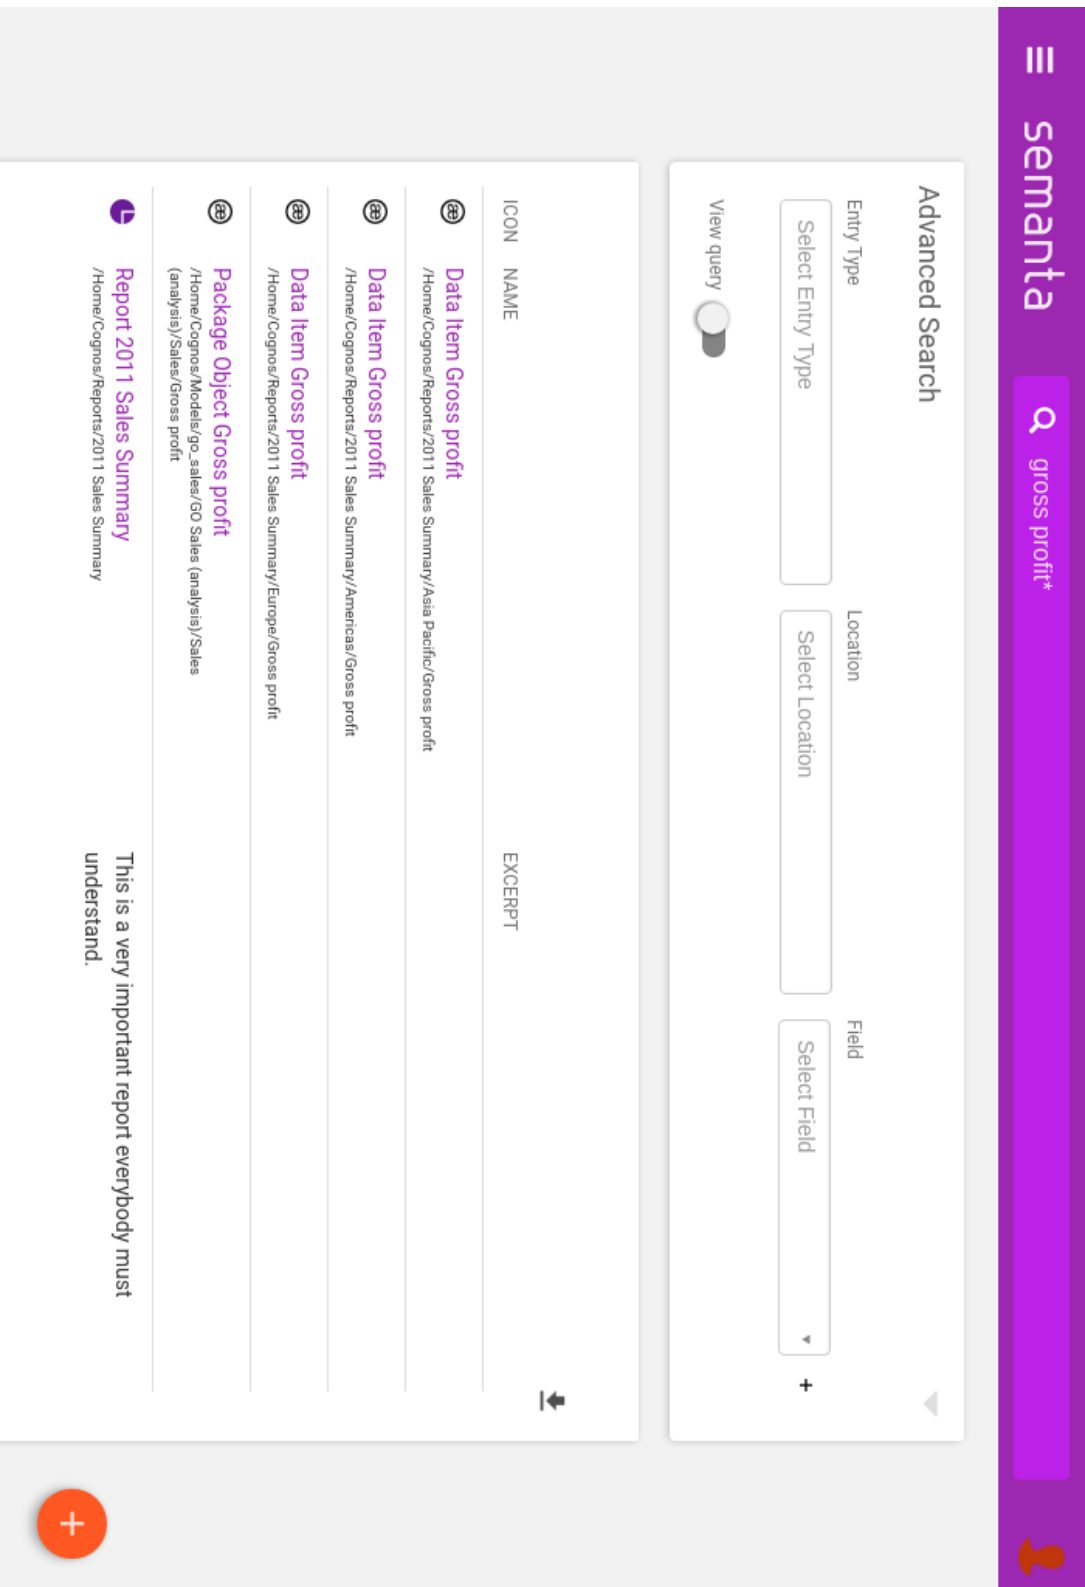 semanta
gross profit*
Advanced Search
Entry Type
Location
Field
Select Entry Type
Select Location
Select Field
View query
ICON
NAME
EXCERPT
Data Item Gross profit
/Home/Cognos/Reports/2011 Sales Summary/Asia Pacific/Gross profit
Data Item Gross profit
/Home/Cognos/Reports/2011 Sales Summary/Americas/Gross profit
Data Item Gross profit
/Home/Cognos/Reports/2011 Sales Summary/Europe/Gross profit
Package Object Gross profit
/Home/Cognos/Models/go_sales/GO Sales (analysis)/Sales
(analysis)/Sales/Gross profit
Report 2011 Sales Summary
/Home/Cognos/Reports/2011 Sales Summary
This is a very important report everybody must
understand.